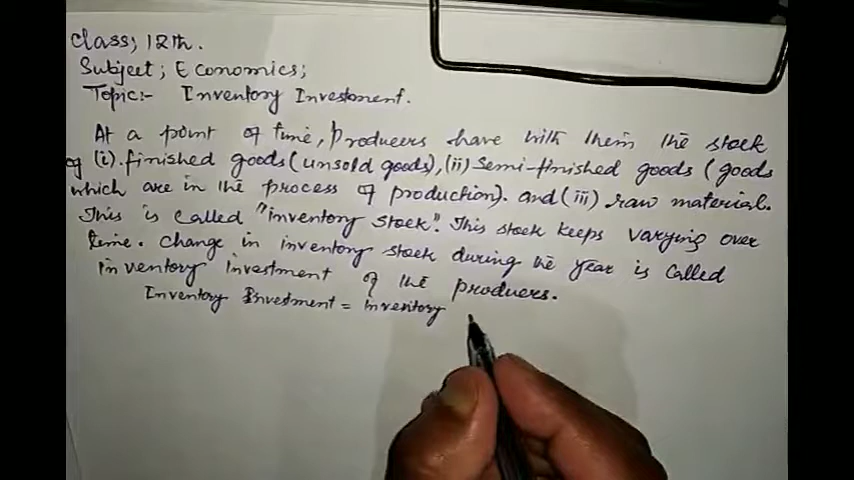 Class; 12th.
Subject; Economics;
Topic:- Inventory Investment.
At a point of time, Producers have with them the stock
of (i). finished goods (unsold goods), (ii) Semi-finished goods (goods
which are in the process of production). and (iii) raw material.
This is called "inventory stock". This stock keeps varying over
time. Change in inventory stock during the year is called
inventory investment of the producers.
Inventory Investment = inventory